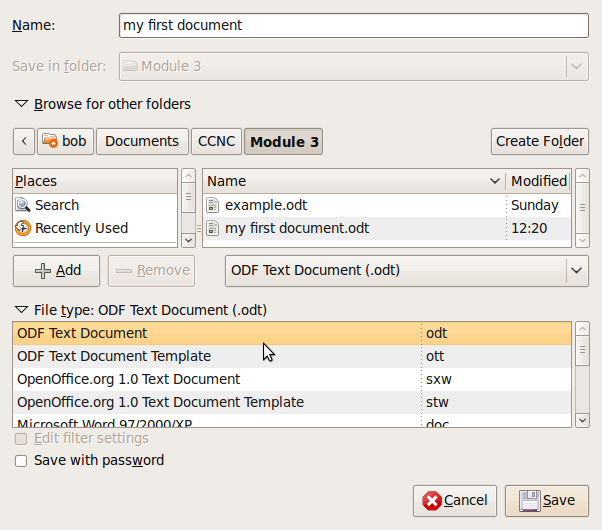 Name: my first document
Save in folder: Module 3
Browse for other folders
< bob Documents CCNC Module 3 Create Folder
Places Name Modified
Search example.odt Sunday
Recently Used my first document.odt 12:20
Add Remove ODF Text Document (.odt)
File type: ODF Text Document (.odt)
ODF Text Document odt
ODF Text Document Template ott
OpenOffice.org 1.0 Text Document sxw
OpenOffice.org 1.0 Text Document Template stw
Microsoft Word 97/2000/XP doc
Edit filter settings
Save with password
Cancel Save